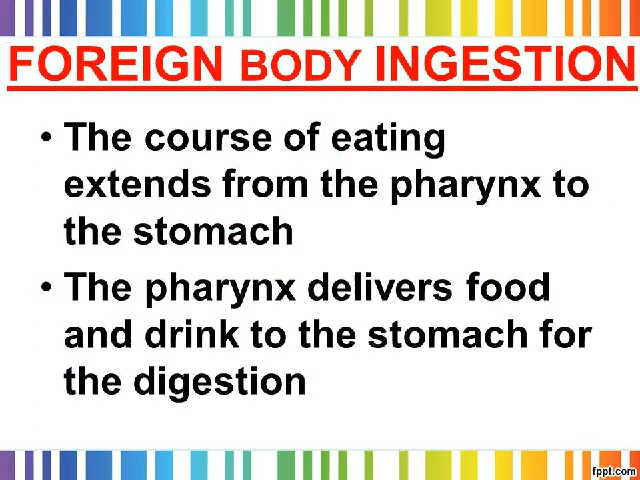 FOREIGN BODY INGESTION
• The course of eating
extends from the pharynx to
the stomach
• The pharynx delivers food
and drink to the stomach for
the digestion
fppt.com